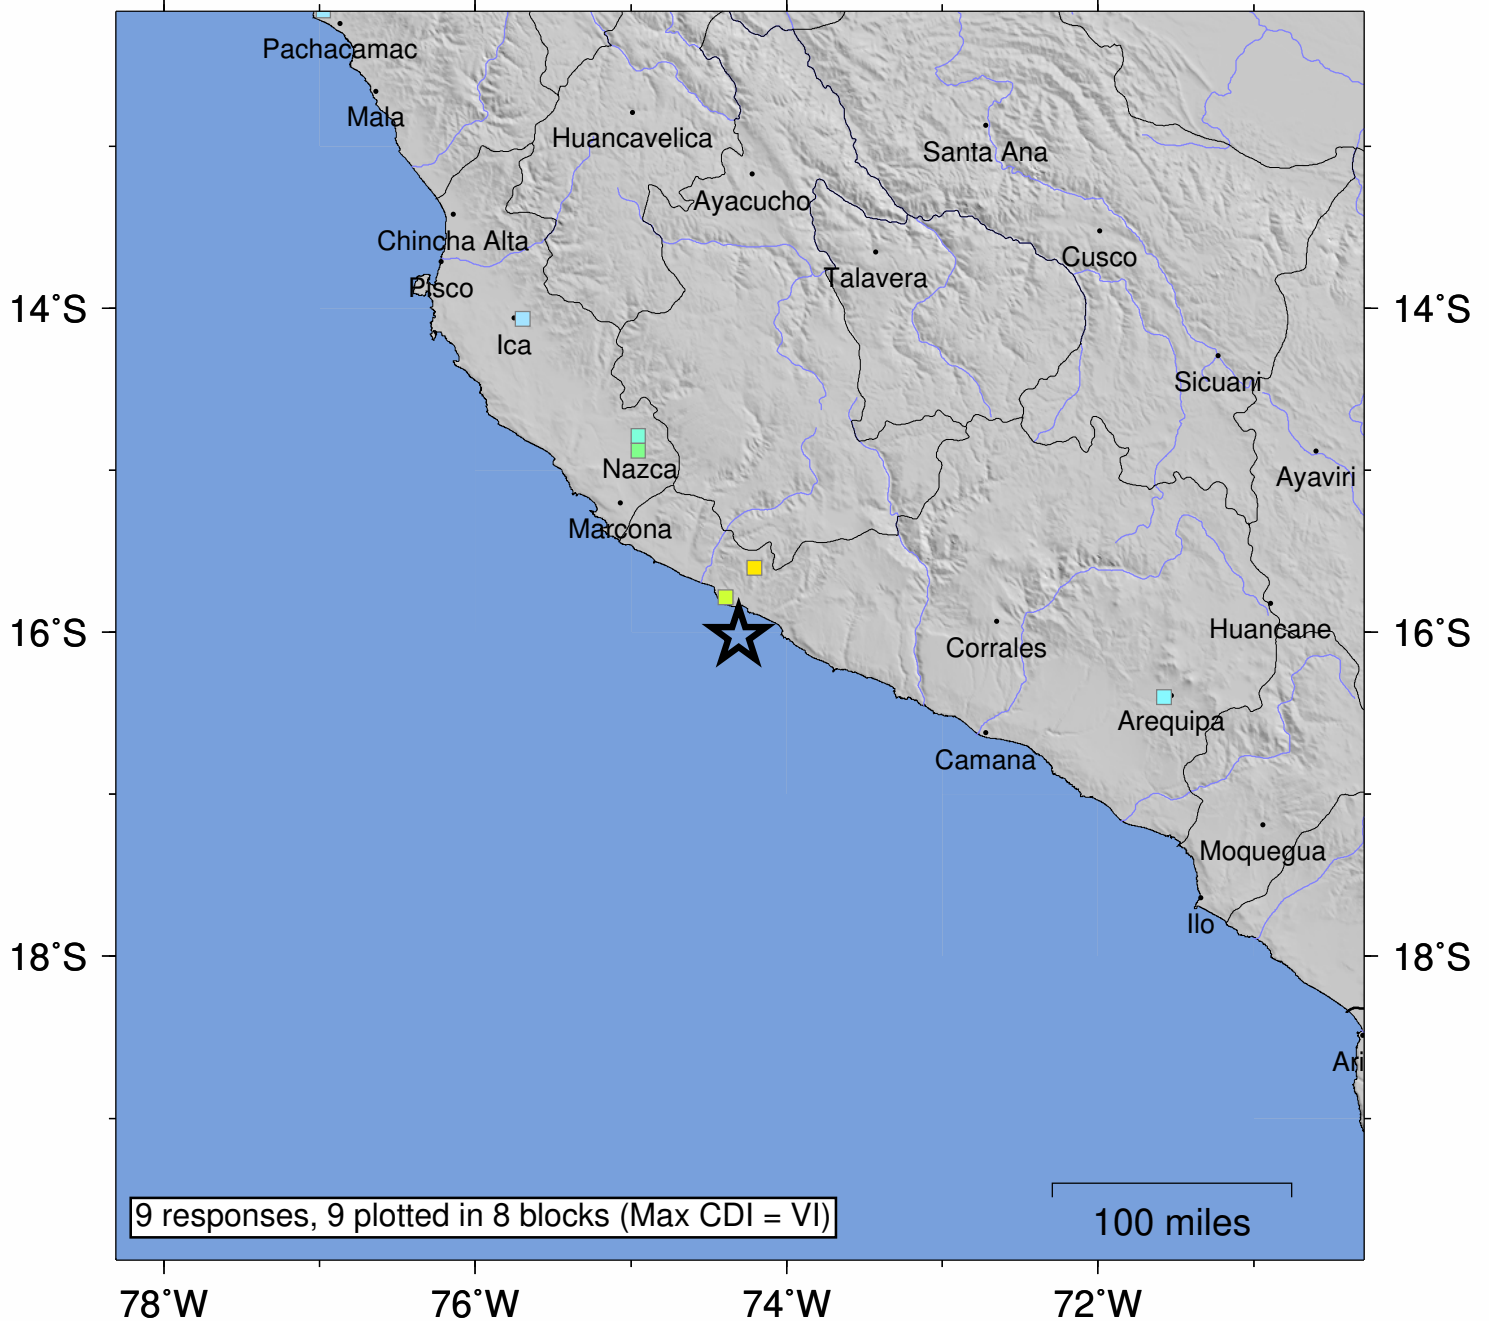 Pachacamac
Mala
Huancavelica
Santa Ana
Ayacucho
Chincha Alta
Cusco
Talavera
Pisco
14°S
14°S
Ica
Sicuani
Nazca
Ayaviri
Marcona
16°S
Huancane
16°S
Corrales
Arequipa
Camana
Moquegua
Ilo
18°S
18°S
Ari
9 responses, 9 plotted in 8 blocks (Max CDI = VI)
100 miles
78°W
76°W
74°W
72°W